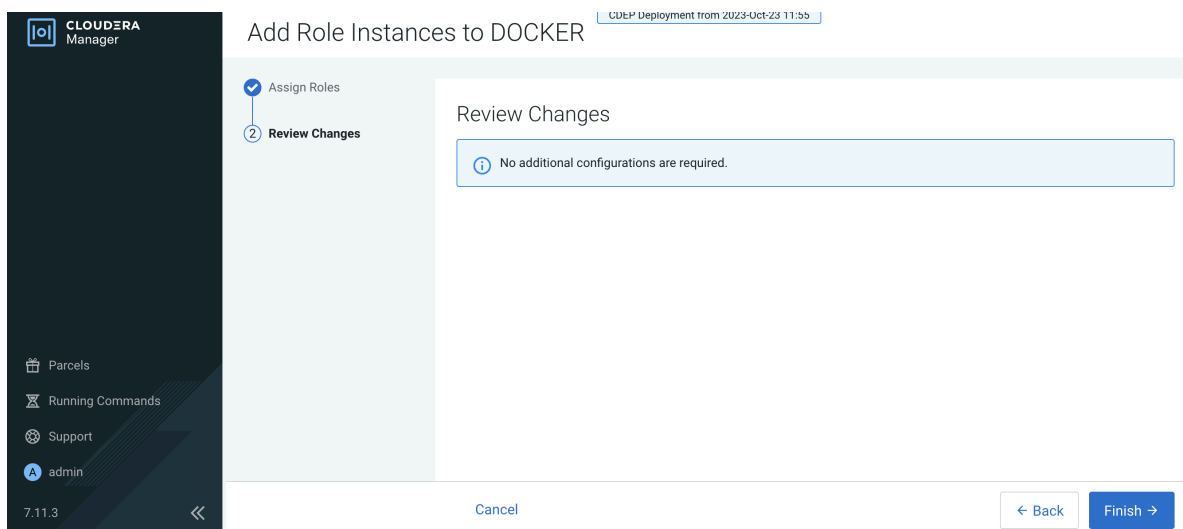 CLOUDERA
Manager
Add Role Instances to DOCKER
CDEP Deployment from 2023-Oct-23 11:55
Assign Roles
2 Review Changes
Review Changes
No additional configurations are required.
Parcels
Running Commands
Support
A admin
7.11.3
Cancel
← Back
Finish →